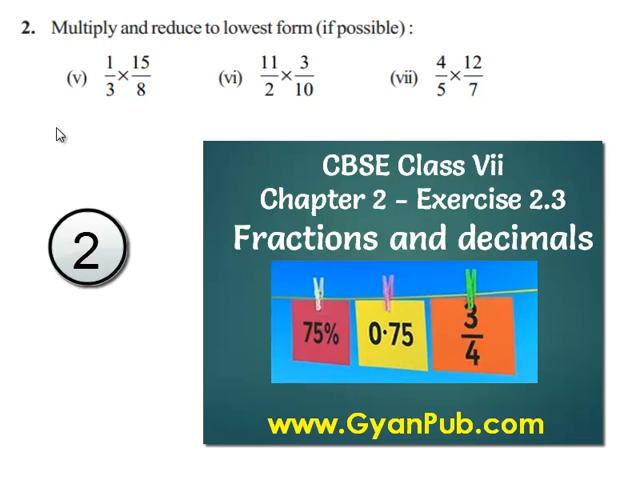 2. Multiply and reduce to lowest form (if possible) :
(v) 1/3 × 15/8 (vi) 11/2 × 3/10 (vii) 4/5 × 12/7
2
CBSE Class Vii
Chapter 2 - Exercise 2.3
Fractions and decimals
75% 0·75 3/4
www.GyanPub.com